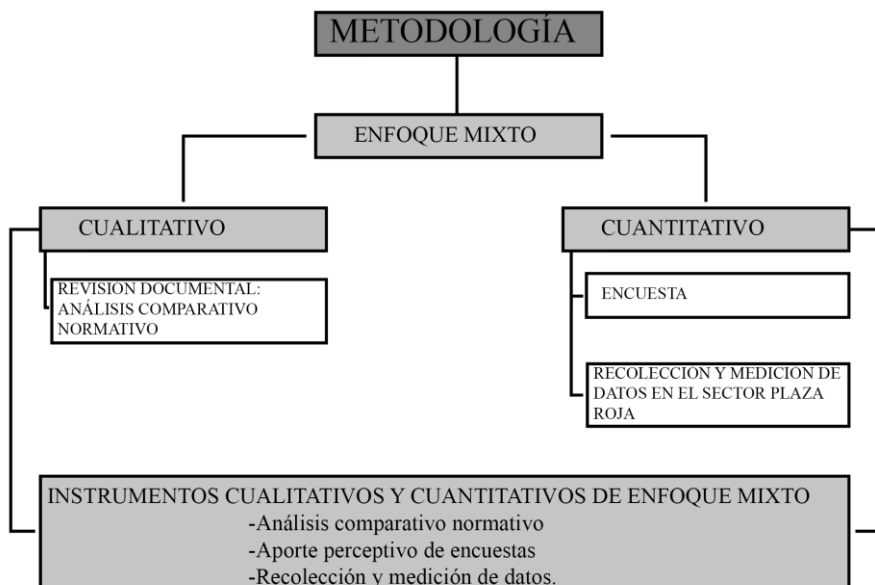 METODOLOGÍA
ENFOQUE MIXTO
CUALITATIVO
CUANTITATIVO
REVISION DOCUMENTAL:
ANÁLISIS COMPARATIVO
NORMATIVO
ENCUESTA
RECOLECCION Y MEDICION DE
DATOS EN EL SECTOR PLAZA
ROJA
INSTRUMENTOS CUALITATIVOS Y CUANTITATIVOS DE ENFOQUE MIXTO
-Análisis comparativo normativo
-Aporte perceptivo de encuestas
-Recolección y medición de datos.